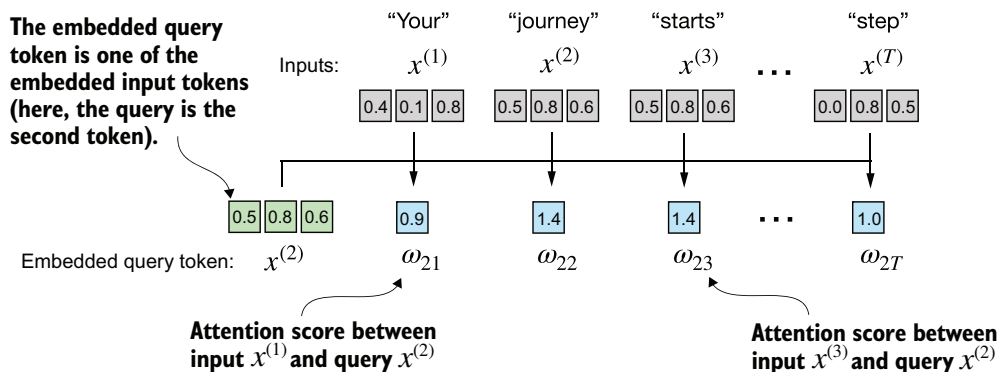 The embedded query
token is one of the
embedded input tokens
(here, the query is the
second token).
“Your” “journey” “starts” “step”
Inputs: x^(1) x^(2) x^(3) ... x^(T)
0.4 0.1 0.8 0.5 0.8 0.6 0.5 0.8 0.6 0.0 0.8 0.5
0.5 0.8 0.6 0.9 1.4 1.4 ... 1.0
Embedded query token: x^(2) ω_21 ω_22 ω_23 ω_2T
Attention score between
input x^(1) and query x^(2)
Attention score between
input x^(3) and query x^(2)